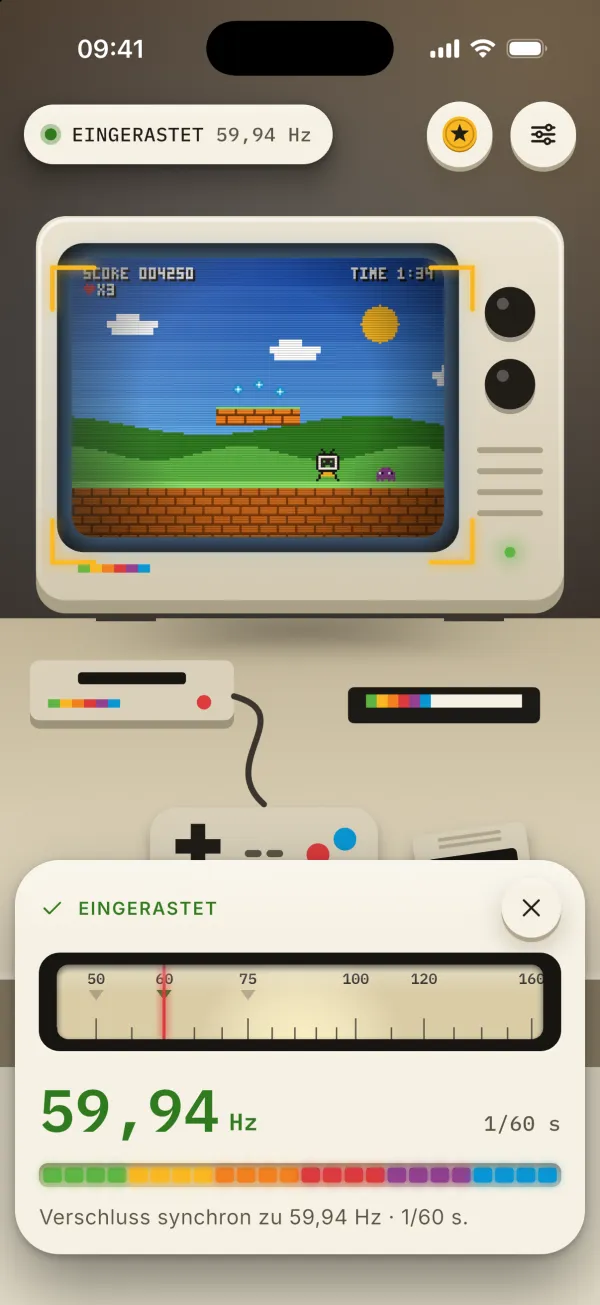 09:41
EINGERASTET 59,94 Hz
SCORE 004250
TIME 1:34
X3
EINGERASTET
50 60 75 100 120 160
59,94 Hz
1/60 s
Verschluss synchron zu 59,94 Hz · 1/60 s.